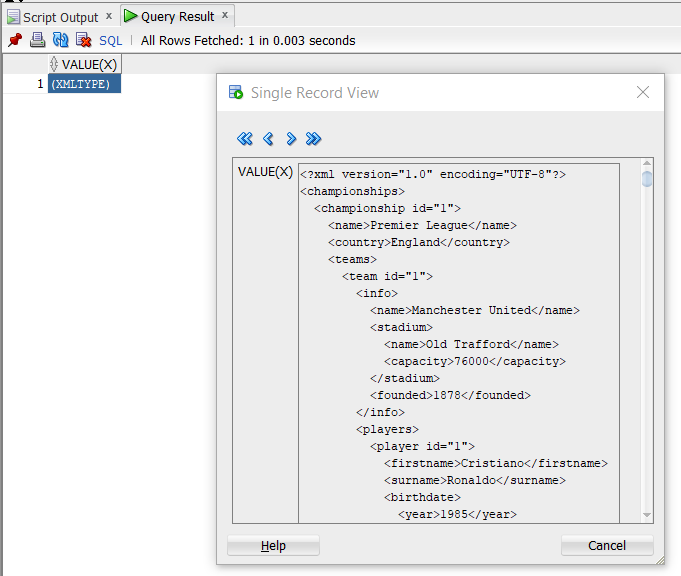 Script Output x Query Result x
SQL | All Rows Fetched: 1 in 0.003 seconds
VALUE(X)
1 (XMLTYPE)
Single Record View
VALUE(X)
<?xml version="1.0" encoding="UTF-8"?>
<championships>
  <championship id="1">
    <name>Premier League</name>
    <country>England</country>
    <teams>
      <team id="1">
        <info>
          <name>Manchester United</name>
          <stadium>
            <name>Old Trafford</name>
            <capacity>76000</capacity>
          </stadium>
          <founded>1878</founded>
        </info>
        <players>
          <player id="1">
            <firstname>Cristiano</firstname>
            <surname>Ronaldo</surname>
            <birthdate>
              <year>1985</year>
Help Cancel